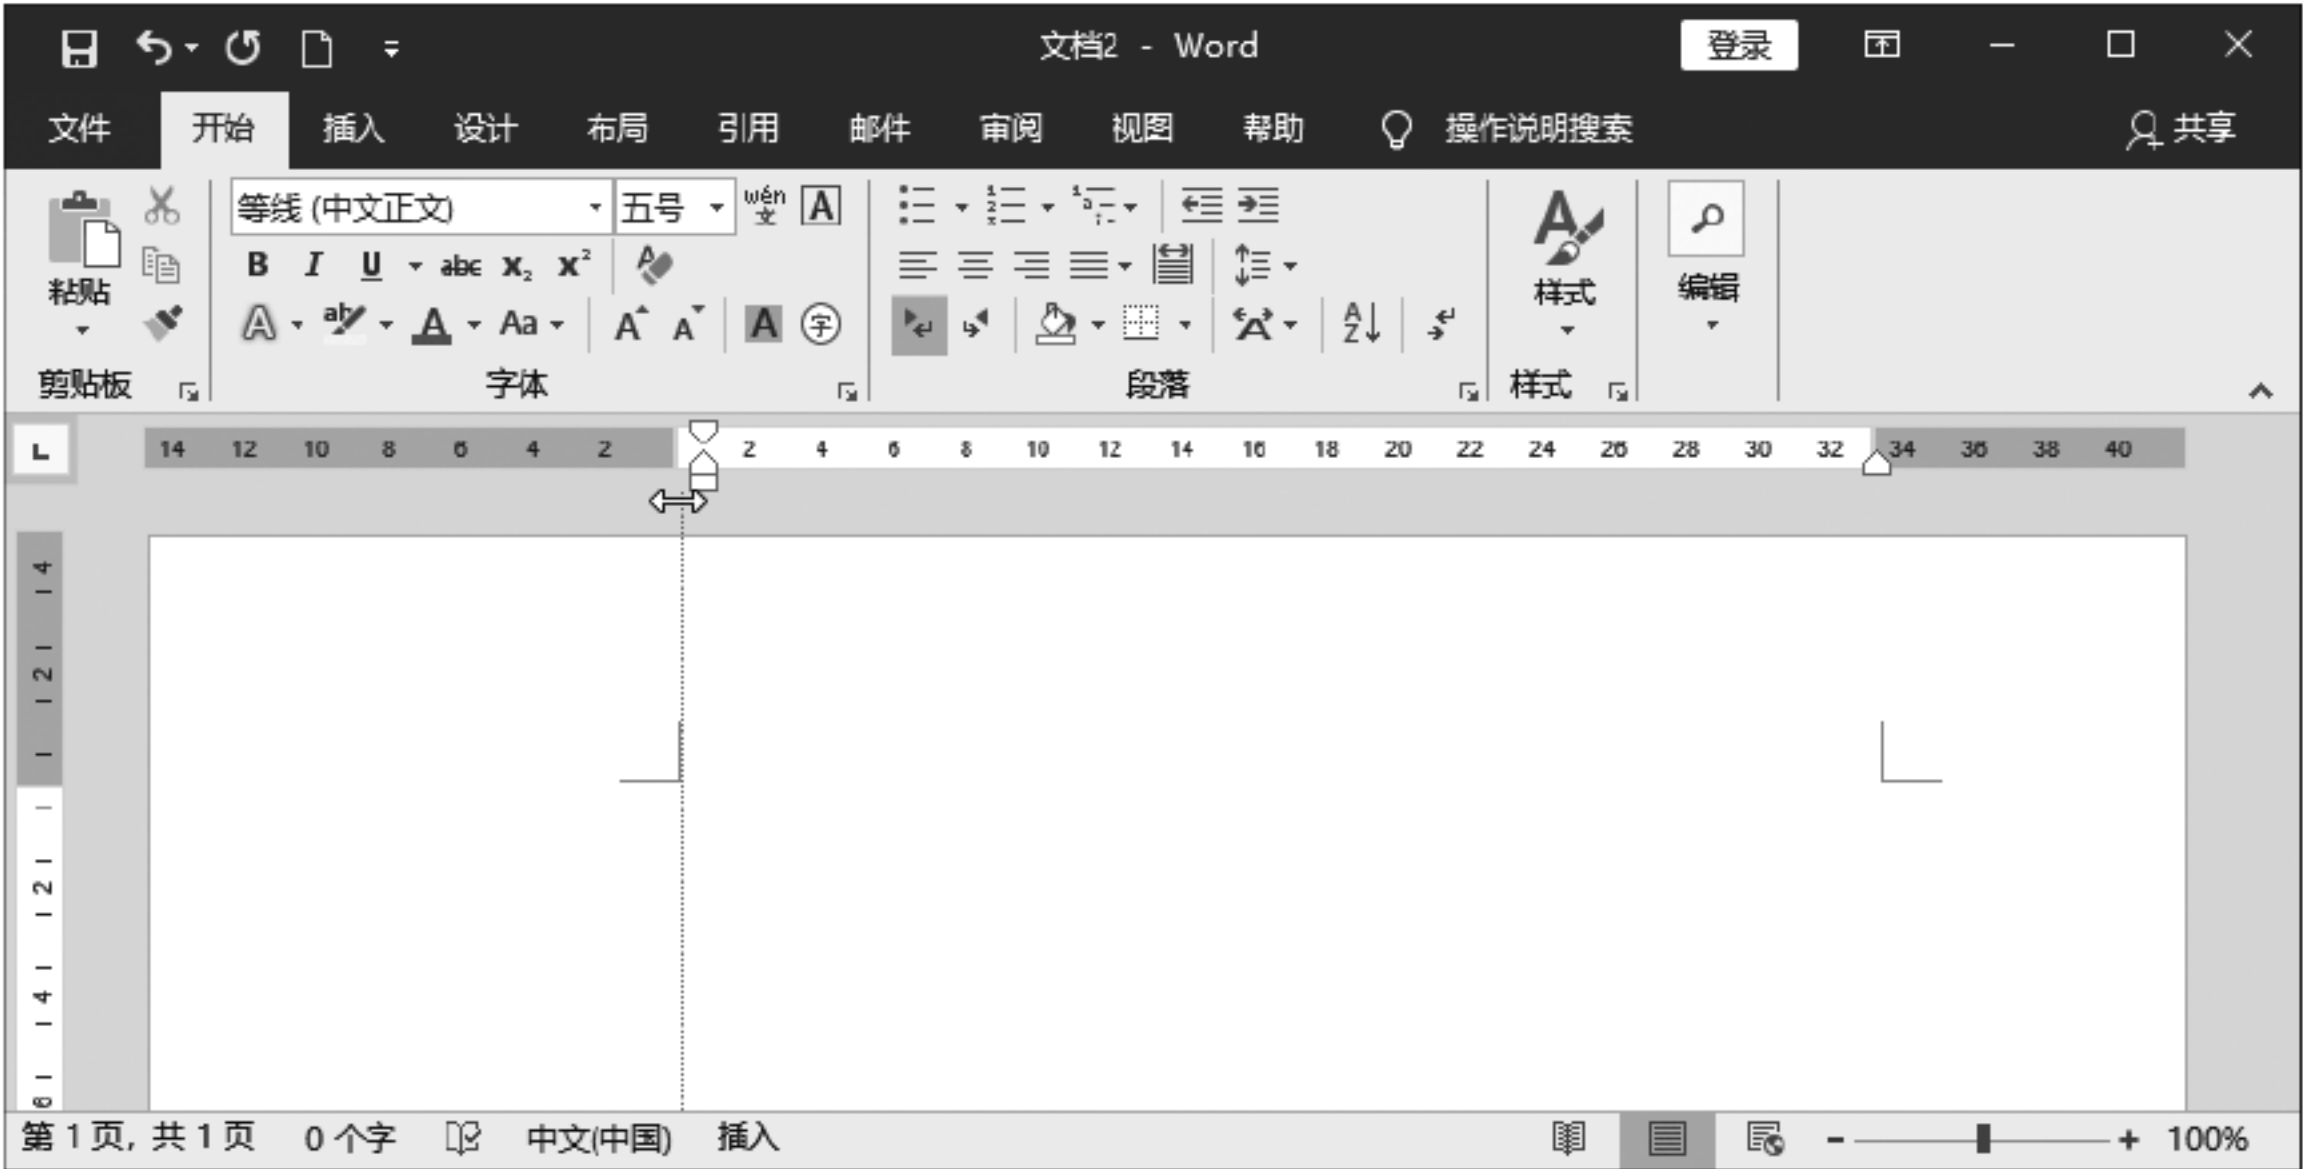 文档2 - Word 登录
文件 开始 插入 设计 布局 引用 邮件 审阅 视图 帮助 操作说明搜索 共享
等线 (中文正文) 五号 wén 文 A
粘贴 B I U abc x₂ x² A 样式 编辑
A ab A Aa A A A 字 A A Z
剪贴板 字体 段落 样式
L 14 12 10 8 6 4 2 2 4 6 8 10 12 14 16 18 20 22 24 26 28 30 32 34 36 38 40
4
2
2
4
6
第 1 页, 共 1 页 0 个字 中文(中国) 插入 100%